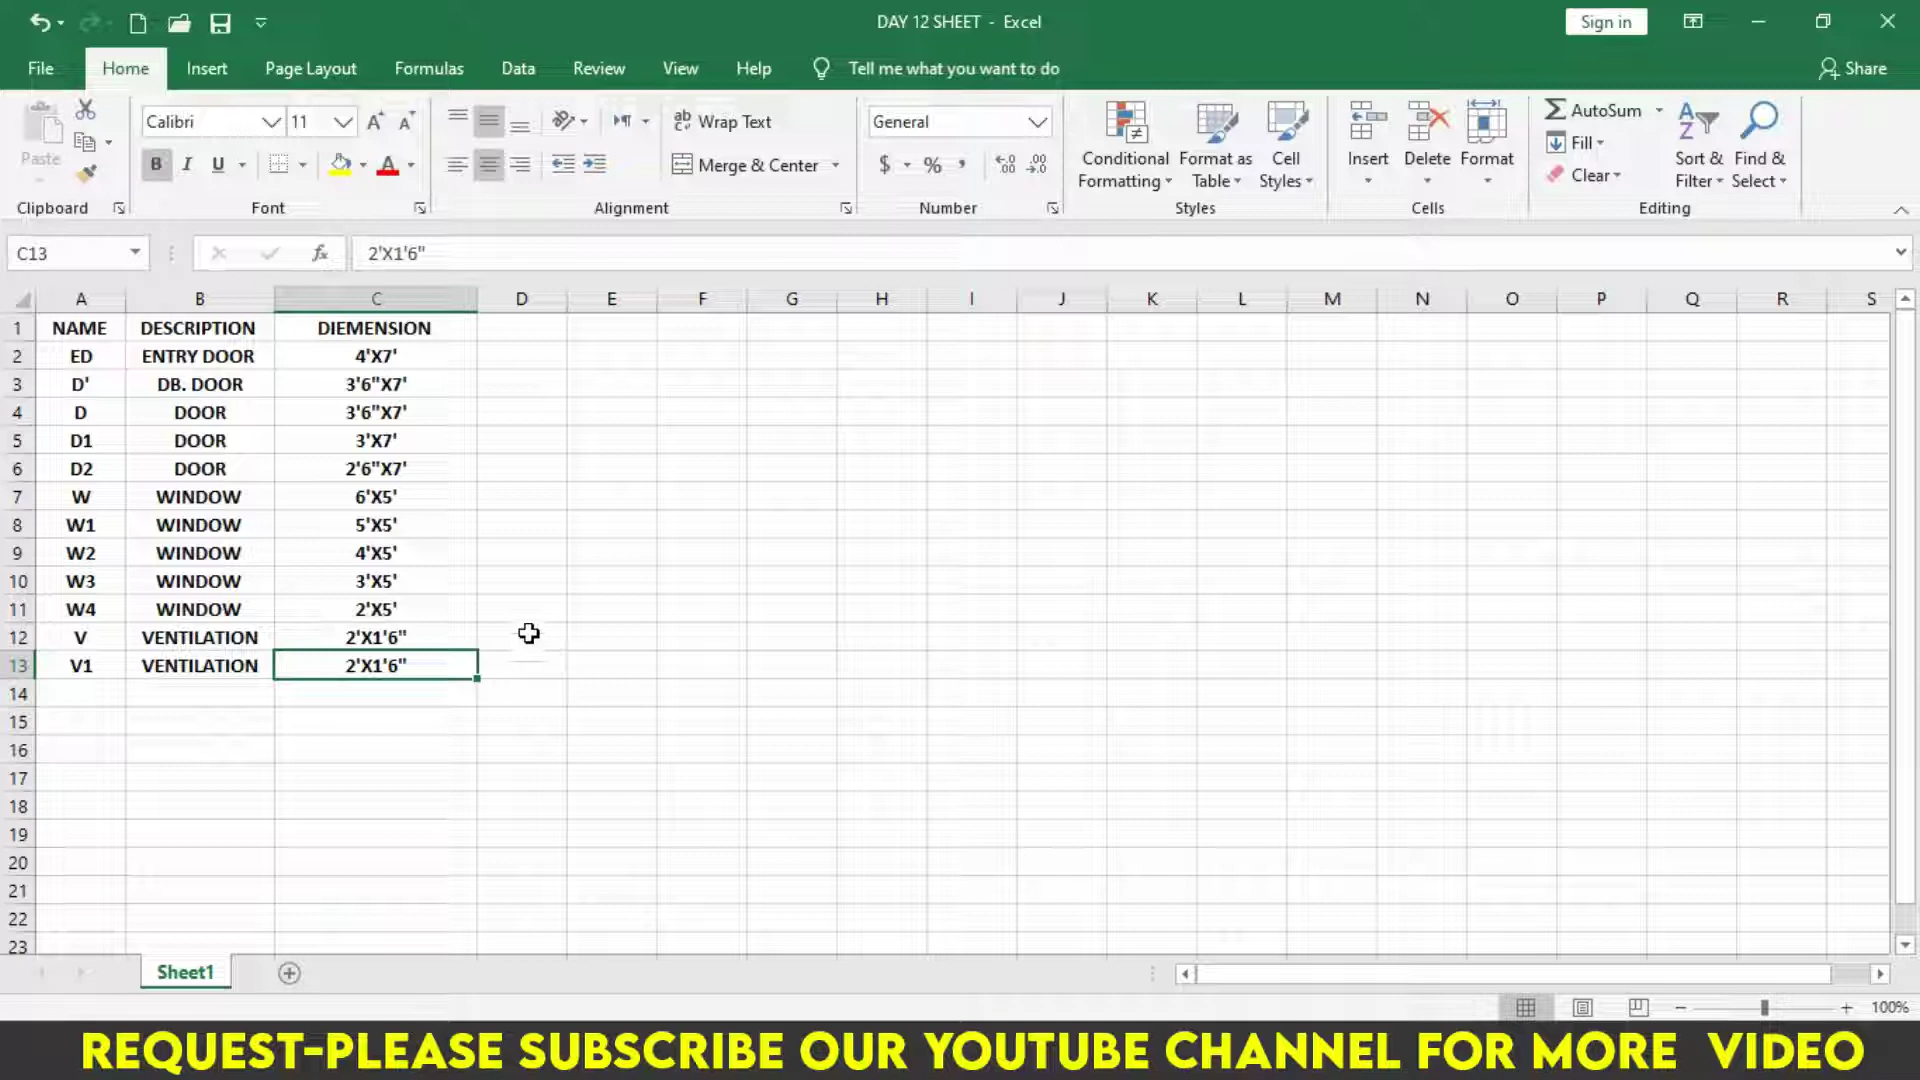 DAY 12 SHEET - Excel
Sign in
File Home Insert Page Layout Formulas Data Review View Help Tell me what you want to do Share
Paste
Calibri 11
B I U A
ab Wrap Text
Merge & Center
General
$ % ,
Conditional Formatting
Format as Table
Cell Styles
Insert Delete Format
AutoSum
Fill
Clear
Sort & Filter
Find & Select
Clipboard Font Alignment Number Styles Cells Editing
C13 fx 2'X1'6"
A B C D E F G H I J K L M N O P Q R S
1 NAME DESCRIPTION DIEMENSION
2 ED ENTRY DOOR 4'X7'
3 D' DB. DOOR 3'6"X7'
4 D DOOR 3'6"X7'
5 D1 DOOR 3'X7'
6 D2 DOOR 2'6"X7'
7 W WINDOW 6'X5'
8 W1 WINDOW 5'X5'
9 W2 WINDOW 4'X5'
10 W3 WINDOW 3'X5'
11 W4 WINDOW 2'X5'
12 V VENTILATION 2'X1'6"
13 V1 VENTILATION 2'X1'6"
14
15
16
17
18
19
20
21
22
23
Sheet1
100%
REQUEST-PLEASE SUBSCRIBE OUR YOUTUBE CHANNEL FOR MORE VIDEO